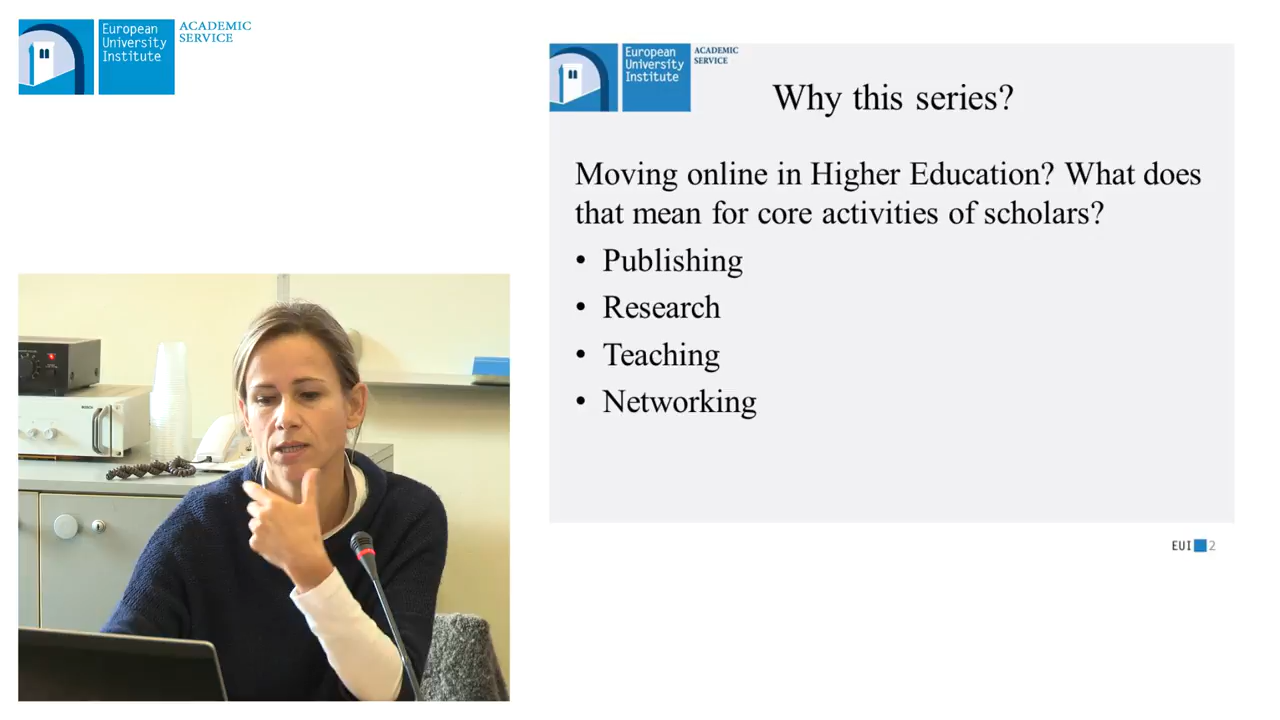 European
University
Institute
ACADEMIC
SERVICE
European
University
Institute
ACADEMIC
SERVICE
Why this series?
Moving online in Higher Education? What does
that mean for core activities of scholars?
• Publishing
• Research
• Teaching
• Networking
EUI 2